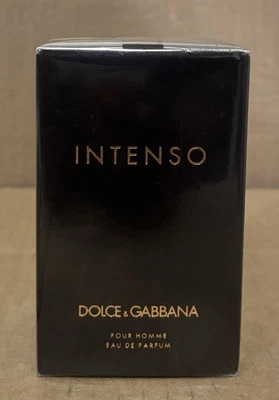 INTENSO
DOLCE & GABBANA
POUR HOMME
EAU DE PARFUM